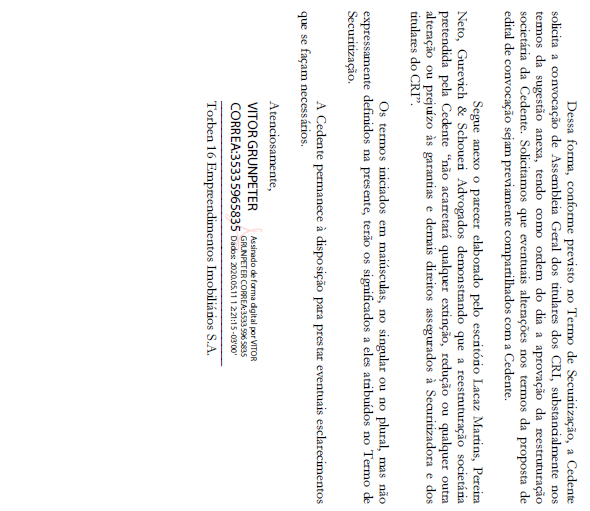 Dessa forma, conforme previsto no Termo de Securitização, a Cedente
solicita a convocação de Assembleia Geral dos titulares dos CRI, substancialmente nos
termos da sugestão anexa, tendo como ordem do dia a aprovação da reestruturação
societária da Cedente. Solicitamos que eventuais alterações nos termos da proposta de
edital de convocação sejam previamente compartilhados com a Cedente.
Segue anexo o parecer elaborado pelo escritório Lacaz Martins, Pereira
Neto, Gurevich & Schoueri Advogados demonstrando que a reestruturação societária
pretendida pela Cedente “não acarretará qualquer extinção, redução ou qualquer outra
alteração ou prejuízo às garantias e demais direitos assegurados à Securitizadora e dos
titulares do CRI”.
Os termos iniciados em maiúsculas, no singular ou no plural, mas não
expressamente definidos na presente, terão os significados a eles atribuídos no Termo de
Securitização.
A Cedente permanece à disposição para prestar eventuais esclarecimentos
que se façam necessários.
Atenciosamente,
VITOR GRUNPETER
CORREA:35335965835
Assinado de forma digital por VITOR
GRUNPETER CORREA:35335965835
Dados: 2020.05.11 12:21:15 -03'00'
Torben 16 Empreendimentos Imobiliários S.A.